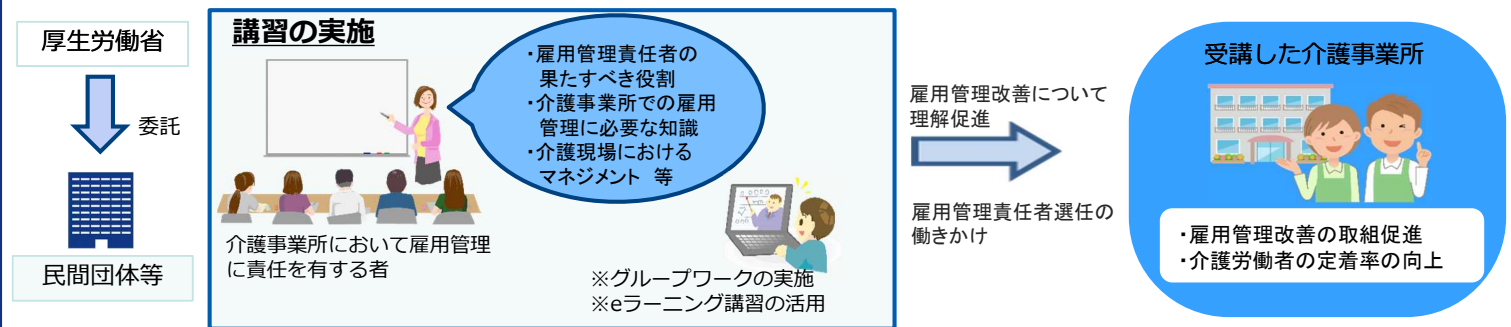 厚生労働省
委託
民間団体等
講習の実施
・雇用管理責任者の
果たすべき役割
・介護事業所での雇用
管理に必要な知識
・介護現場における
マネジメント 等
介護事業所において雇用管理
に責任を有する者
※グループワークの実施
※eラーニング講習の活用
雇用管理改善について
理解促進
雇用管理責任者選任の
働きかけ
受講した介護事業所
・雇用管理改善の取組促進
・介護労働者の定着率の向上